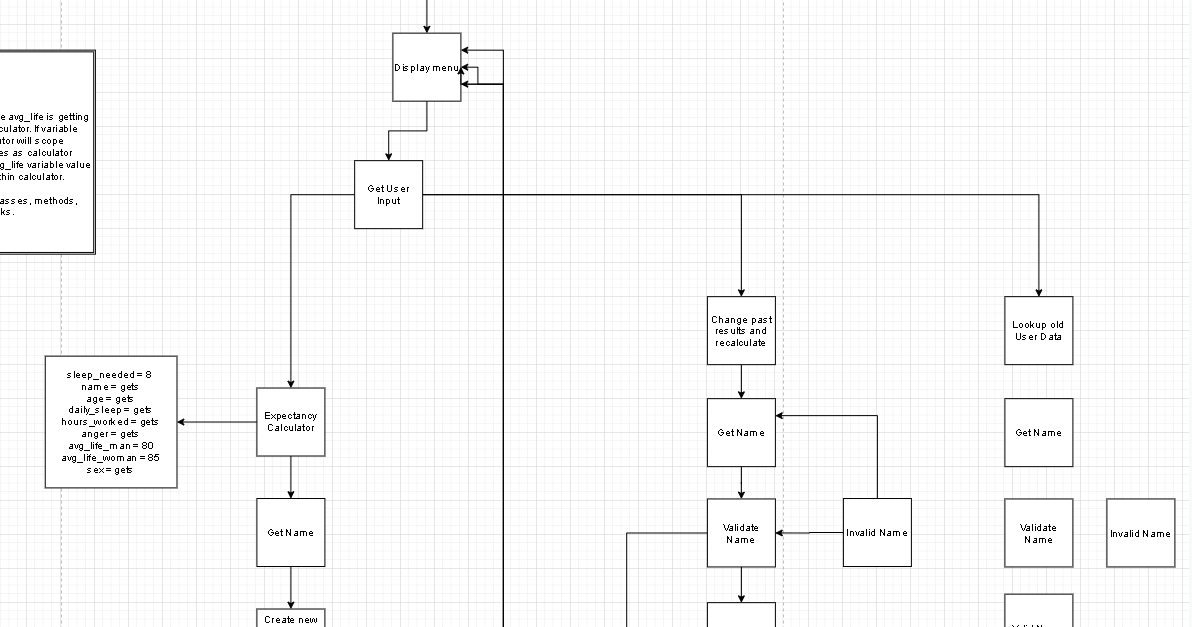 Display menu
e avg_life is getting
culator. If variable
tor will scope
es as calculator
g_life variable value
thin calculator.
asses, methods,
ks.
Get User
Input
Change past
results and
recalculate
Lookup old
User Data
sleep_needed = 8
name = gets
age = gets
daily_sleep = gets
hours_worked = gets
anger = gets
avg_life_man = 80
avg_life_woman = 85
sex = gets
Expectancy
Calculator
Get Name
Get Name
Get Name
Validate
Name
Invalid Name
Validate
Name
Invalid Name
Create new